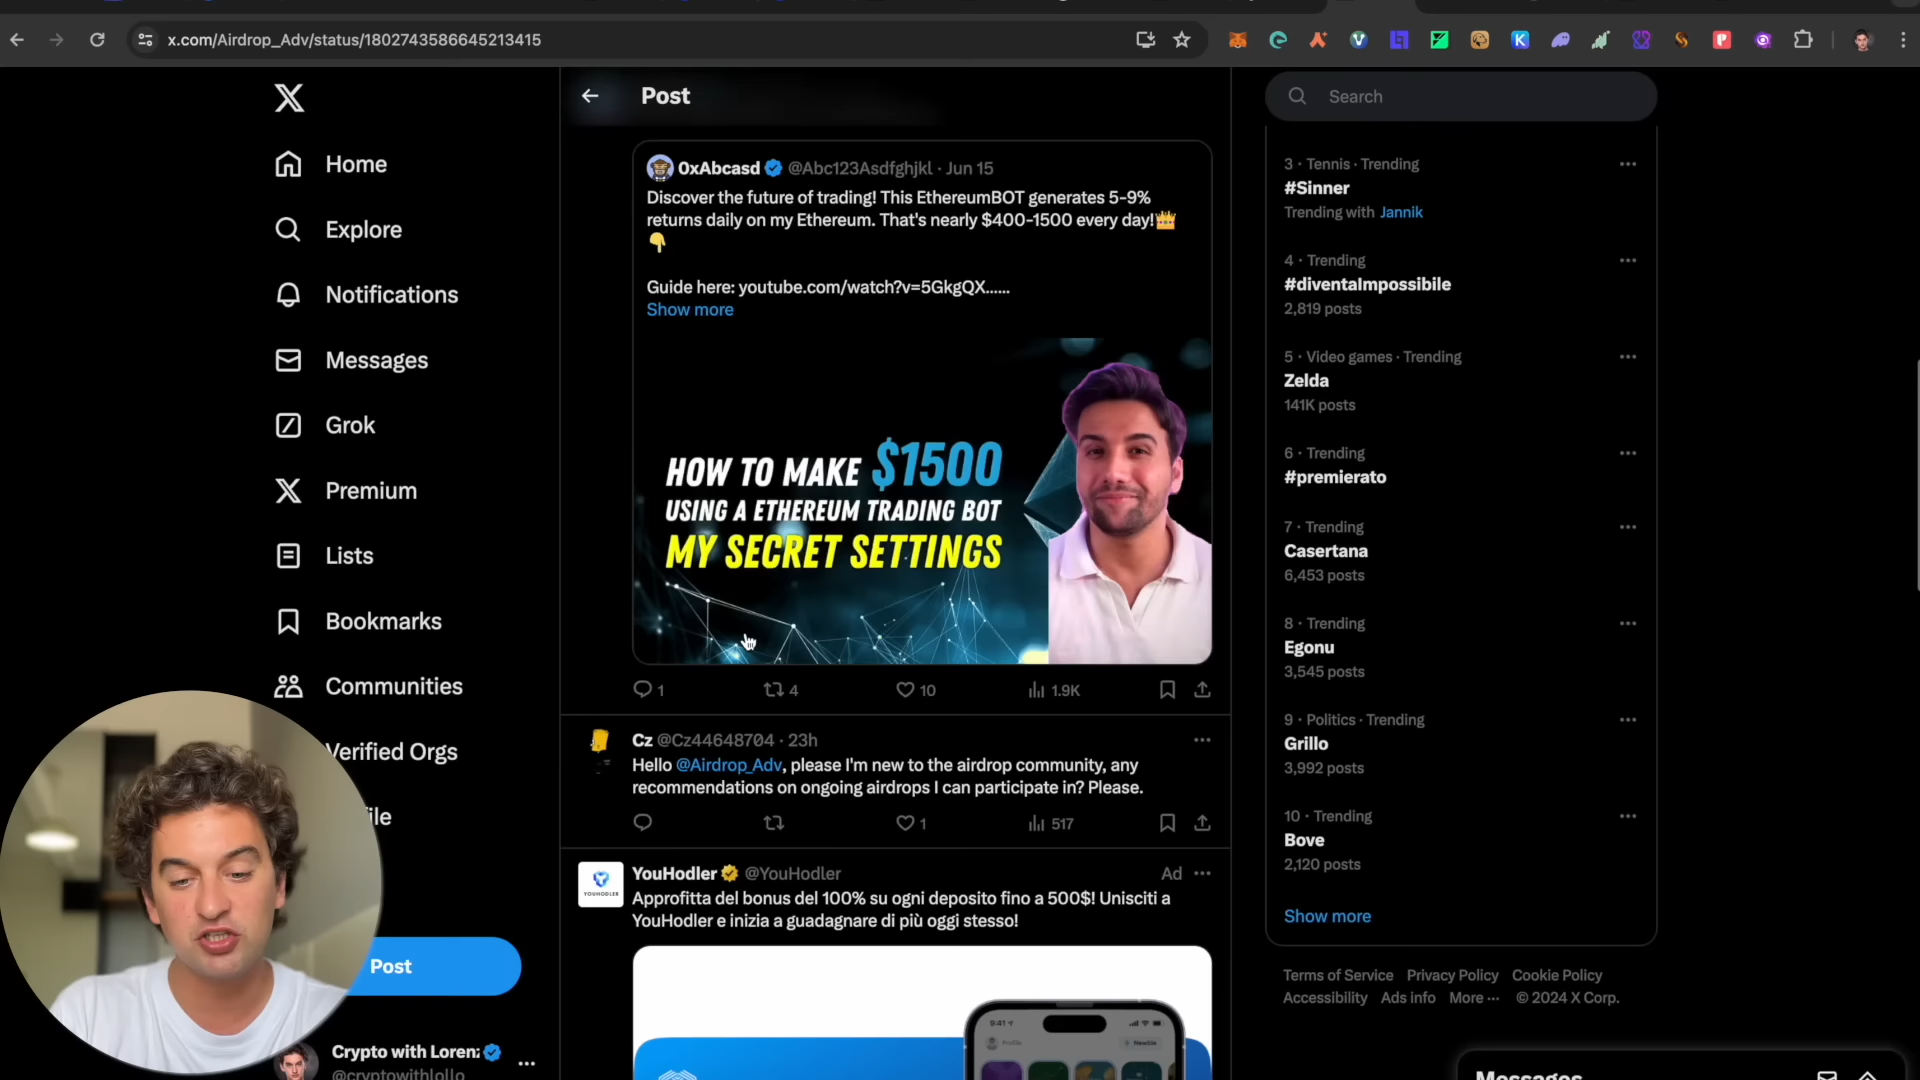 x.com/Airdrop_Adv/status/1802743586645213415
Home
Explore
Notifications
Messages
Grok
Premium
Lists
Bookmarks
Communities
Verified Orgs
Post
Crypto with Loren
@cryptowithlollo
Post
0xAbcasd @Abc123Asdfghjkl · Jun 15
Discover the future of trading! This EthereumBOT generates 5-9%
returns daily on my Ethereum. That's nearly $400-1500 every day!👑
👇
Guide here: youtube.com/watch?v=5GkgQX......
Show more
HOW TO MAKE $1500
USING A ETHEREUM TRADING BOT
MY SECRET SETTINGS
1 4 10 1.9K
Cz @Cz44648704 · 23h
Hello @Airdrop_Adv, please I'm new to the airdrop community, any
recommendations on ongoing airdrops I can participate in? Please.
1 517
YouHodler @YouHodler Ad
YOUHODLER
Approfitta del bonus del 100% su ogni deposito fino a 500$! Unisciti a
YouHodler e inizia a guadagnare di più oggi stesso!
9:41
Profile
Search
3 · Tennis · Trending
#Sinner
Trending with Jannik
4 · Trending
#diventaImpossibile
2,819 posts
5 · Video games · Trending
Zelda
141K posts
6 · Trending
#premierato
7 · Trending
Casertana
6,453 posts
8 · Trending
Egonu
3,545 posts
9 · Politics · Trending
Grillo
3,992 posts
10 · Trending
Bove
2,120 posts
Show more
Terms of Service Privacy Policy Cookie Policy
Accessibility Ads info More ··· © 2024 X Corp.
Messages